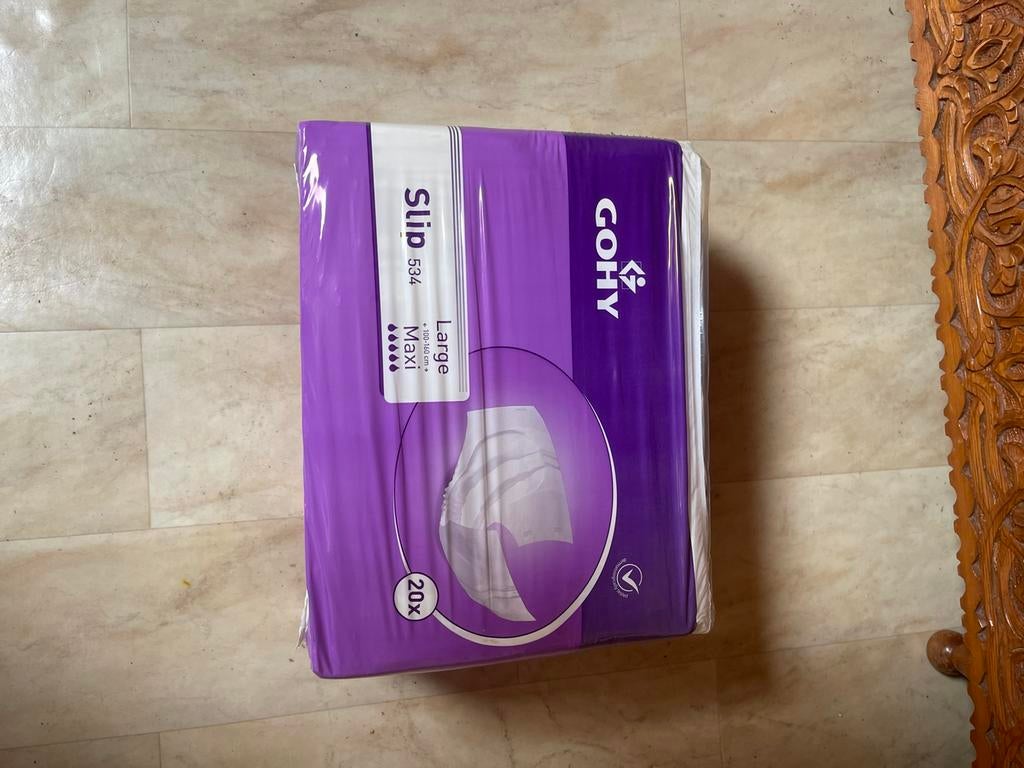 GOHY
Slip 534
Large
← 100-160 cm →
Maxi
20x